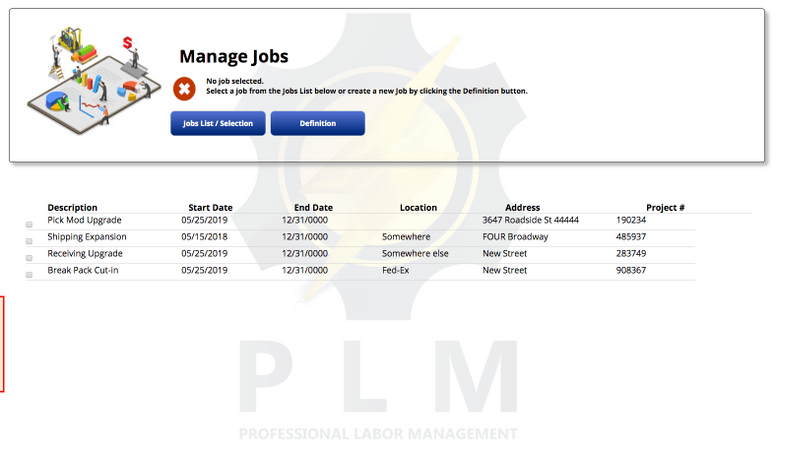 $
Manage Jobs
No job selected.
Select a job from the Jobs List below or create a new Job by clicking the Definition button.
Jobs List / Selection Definition
Description Start Date End Date Location Address Project #
Pick Mod Upgrade 05/25/2019 12/31/0000 3647 Roadside St 44444 190234
Shipping Expansion 05/15/2018 12/31/0000 Somewhere FOUR Broadway 485937
Receiving Upgrade 05/25/2019 12/31/0000 Somewhere else New Street 283749
Break Pack Cut-in 05/25/2019 12/31/0000 Fed-Ex New Street 908367
PLM
PROFESSIONAL LABOR MANAGEMENT